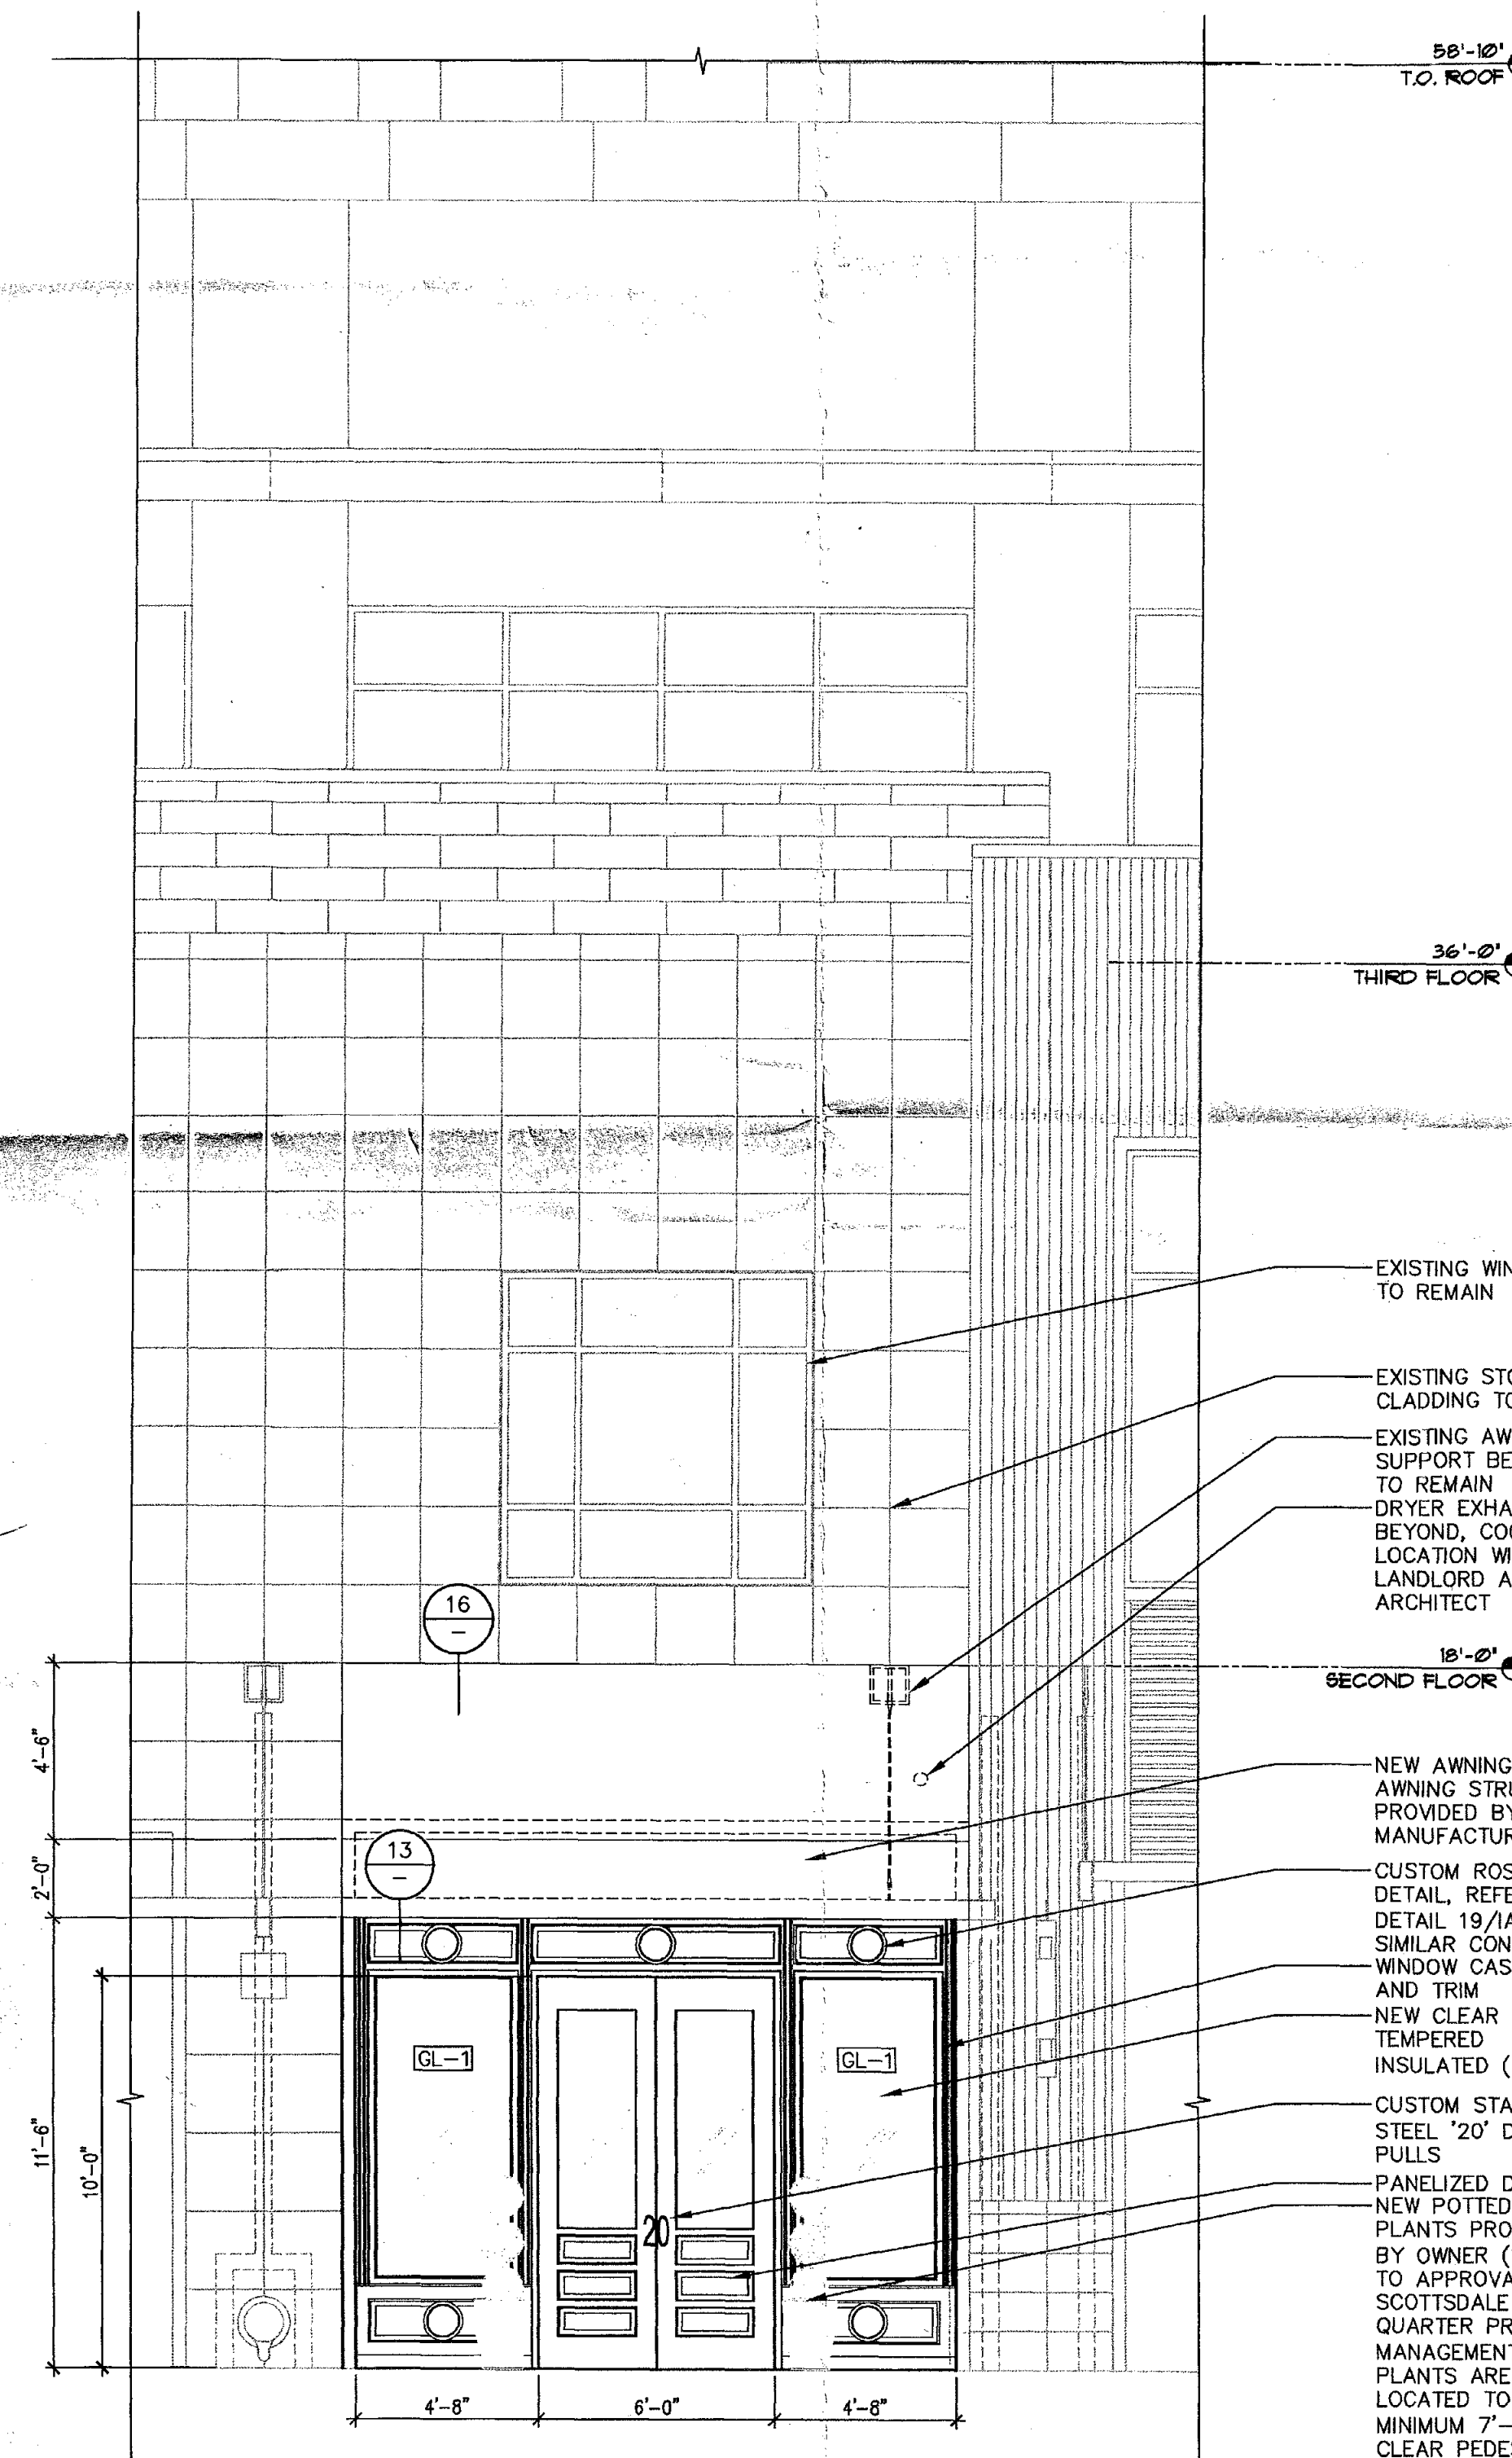 58'-10"
T.O. ROOF
36'-0"
THIRD FLOOR
EXISTING WIN
TO REMAIN
EXISTING STO
CLADDING TO
EXISTING AW
SUPPORT BE
TO REMAIN
DRYER EXHA
BEYOND, COO
LOCATION WI
LANDLORD A
ARCHITECT
16
–
18'-0"
SECOND FLOOR
4'-6"
NEW AWNING
AWNING STRU
PROVIDED BY
MANUFACTUR
13
–
2'-0"
CUSTOM ROS
DETAIL, REFE
DETAIL 19/IA
SIMILAR CON
WINDOW CAS
AND TRIM
NEW CLEAR
TEMPERED
INSULATED (
GL-1
GL-1
CUSTOM STA
STEEL '20' D
PULLS
11'-6"
10'-0"
20
PANELIZED D
NEW POTTED
PLANTS PRO
BY OWNER (
TO APPROVA
SCOTTSDALE
QUARTER PR
MANAGEMENT
PLANTS ARE
LOCATED TO
MINIMUM 7'-
CLEAR PEDE
4'-8"
6'-0"
4'-8"